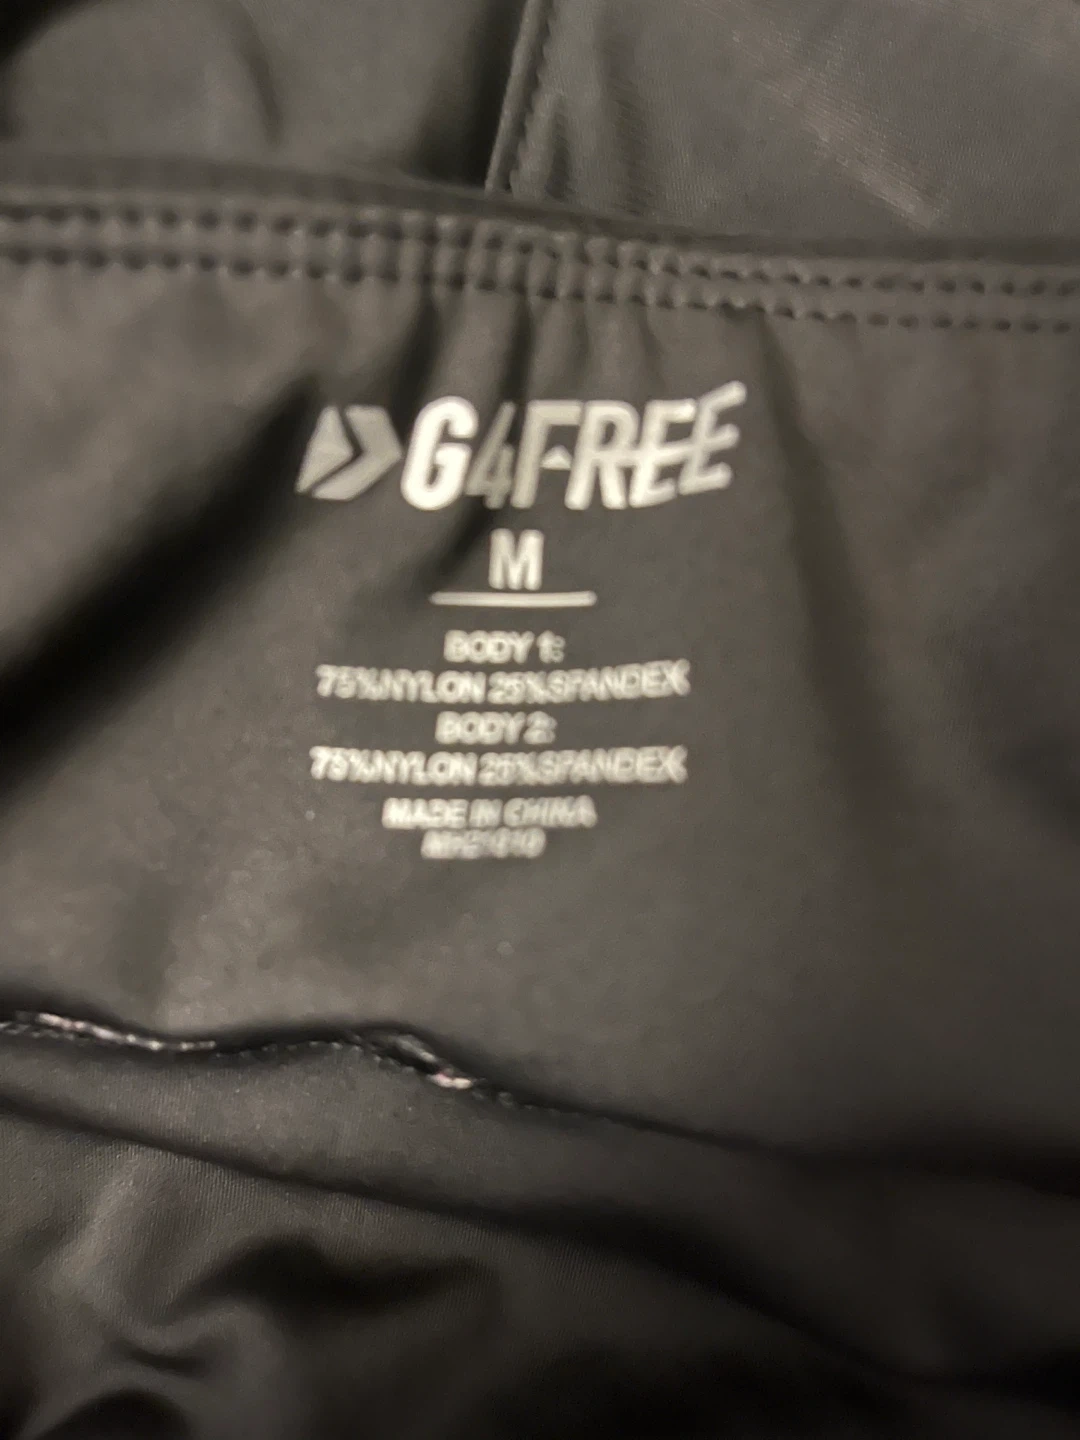 G4FREE
M
BODY 1:
75%NYLON 25%SPANDEX
BODY 2:
75%NYLON 25%SPANDEX
MADE IN CHINA